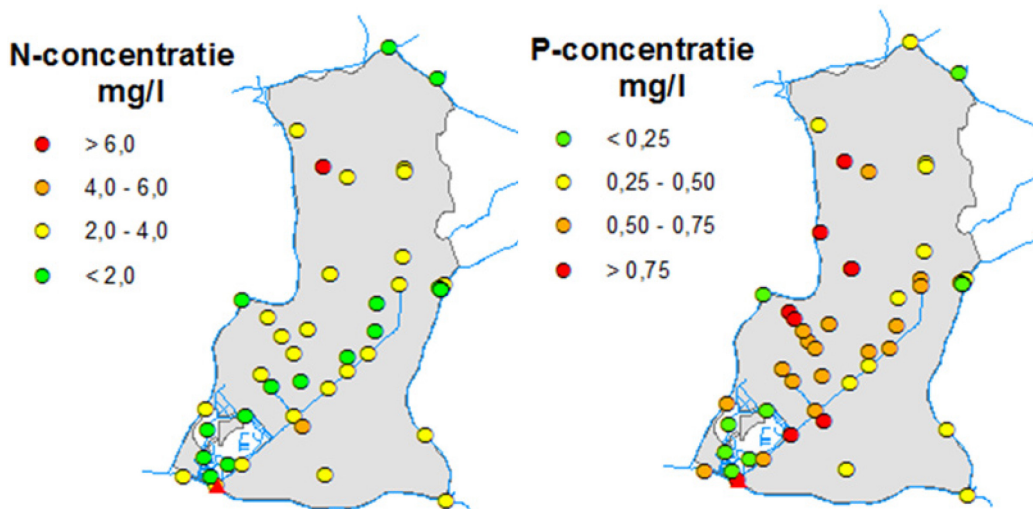 N-concentratie
mg/l
> 6,0
4,0 - 6,0
2,0 - 4,0
< 2,0
P-concentratie
mg/l
< 0,25
0,25 - 0,50
0,50 - 0,75
> 0,75